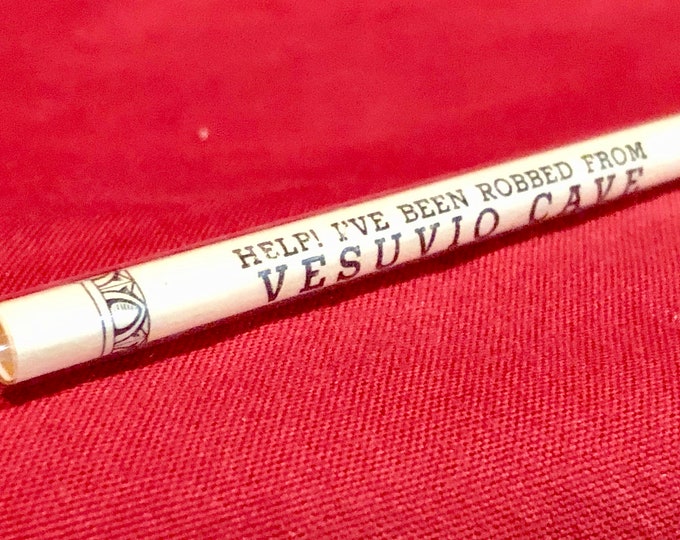 HELP! I'VE BEEN ROBBED FROM
VESUVIO CAVE